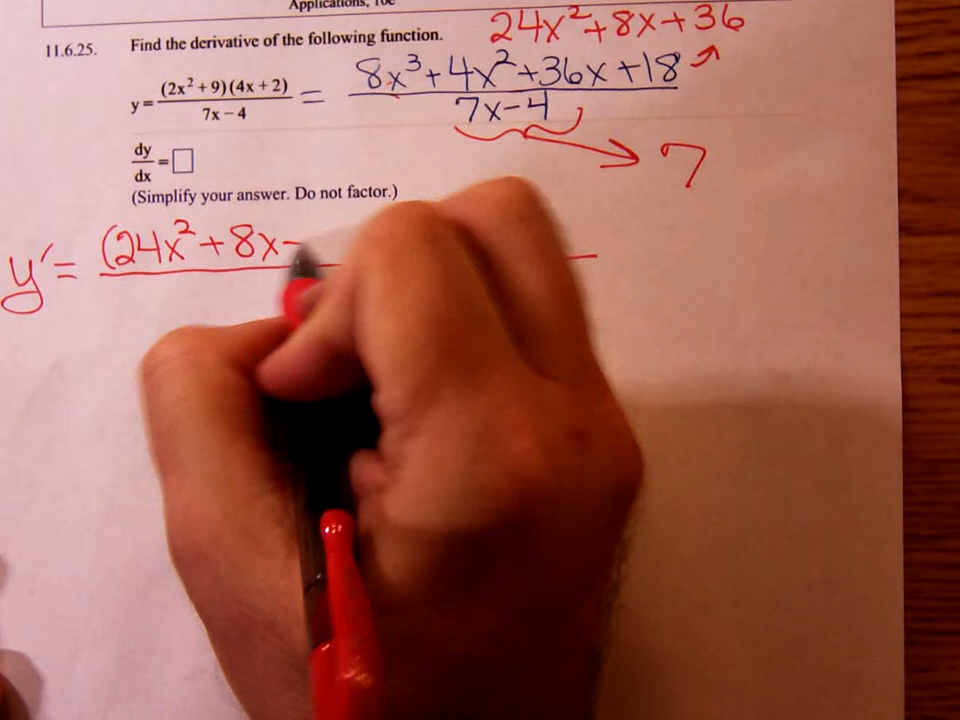 Applications, 10e
11.6.25. Find the derivative of the following function.
24x²+8x+36
y = (2x² + 9)(4x + 2) / 7x − 4 = 8x³+4x²+36x+18 / 7x−4
7
dy/dx = □
(Simplify your answer. Do not factor.)
y′ = (24x²+8x